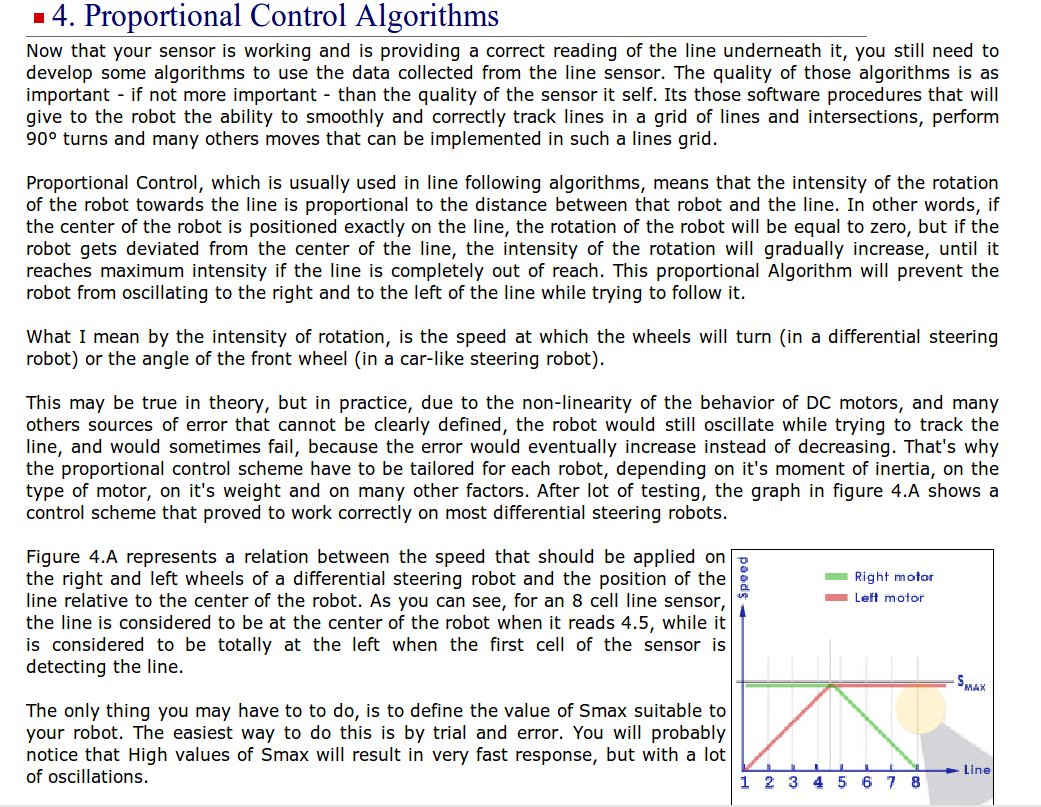 4. Proportional Control Algorithms
Now that your sensor is working and is providing a correct reading of the line underneath it, you still need to
develop some algorithms to use the data collected from the line sensor. The quality of those algorithms is as
important - if not more important - than the quality of the sensor it self. Its those software procedures that will
give to the robot the ability to smoothly and correctly track lines in a grid of lines and intersections, perform
90° turns and many others moves that can be implemented in such a lines grid.
Proportional Control, which is usually used in line following algorithms, means that the intensity of the rotation
of the robot towards the line is proportional to the distance between that robot and the line. In other words, if
the center of the robot is positioned exactly on the line, the rotation of the robot will be equal to zero, but if the
robot gets deviated from the center of the line, the intensity of the rotation will gradually increase, until it
reaches maximum intensity if the line is completely out of reach. This proportional Algorithm will prevent the
robot from oscillating to the right and to the left of the line while trying to follow it.
What I mean by the intensity of rotation, is the speed at which the wheels will turn (in a differential steering
robot) or the angle of the front wheel (in a car-like steering robot).
This may be true in theory, but in practice, due to the non-linearity of the behavior of DC motors, and many
others sources of error that cannot be clearly defined, the robot would still oscillate while trying to track the
line, and would sometimes fail, because the error would eventually increase instead of decreasing. That's why
the proportional control scheme have to be tailored for each robot, depending on it's moment of inertia, on the
type of motor, on it's weight and on many other factors. After lot of testing, the graph in figure 4.A shows a
control scheme that proved to work correctly on most differential steering robots.
Figure 4.A represents a relation between the speed that should be applied on
the right and left wheels of a differential steering robot and the position of the
line relative to the center of the robot. As you can see, for an 8 cell line sensor,
the line is considered to be at the center of the robot when it reads 4.5, while it
is considered to be totally at the left when the first cell of the sensor is
detecting the line.
The only thing you may have to to do, is to define the value of Smax suitable to
your robot. The easiest way to do this is by trial and error. You will probably
notice that High values of Smax will result in very fast response, but with a lot
of oscillations.
Speed
Right motor
Left motor
SMAX
Line
1 2 3 4 5 6 7 8